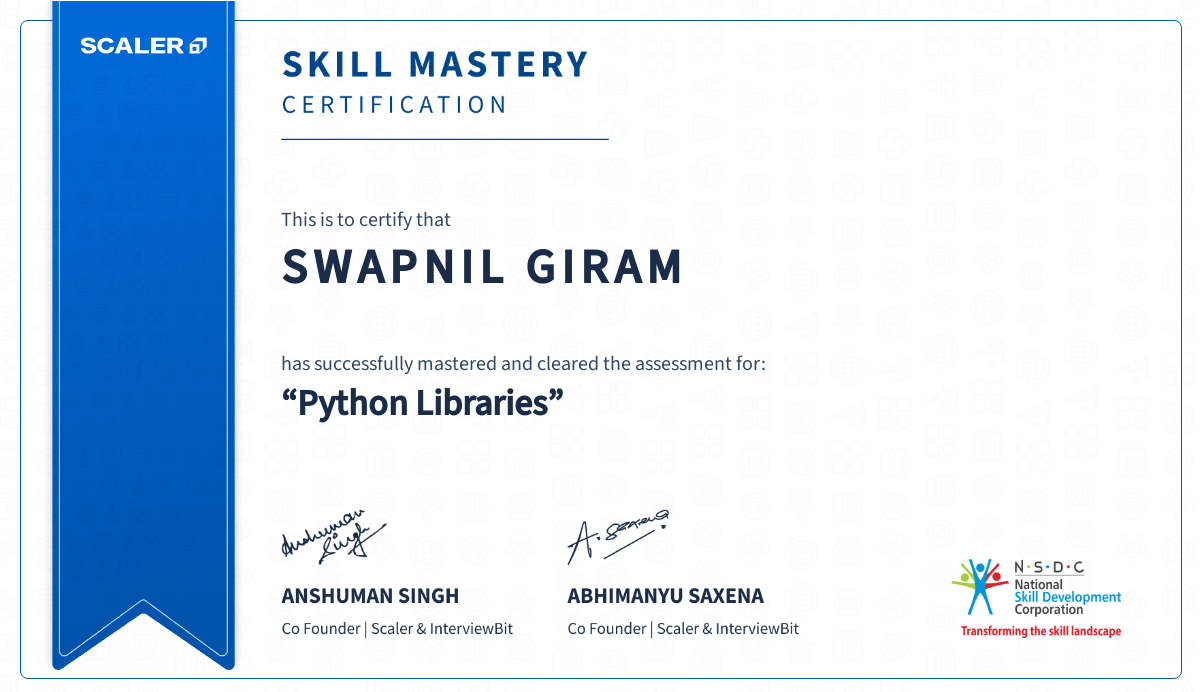 SCALER
SKILL MASTERY
CERTIFICATION
This is to certify that
SWAPNIL GIRAM
has successfully mastered and cleared the assessment for:
“Python Libraries”
Anshuman
Singh
A. Saxena
ANSHUMAN SINGH
Co Founder | Scaler & InterviewBit
ABHIMANYU SAXENA
Co Founder | Scaler & InterviewBit
N·S·D·C
National
Skill Development
Corporation
Transforming the skill landscape